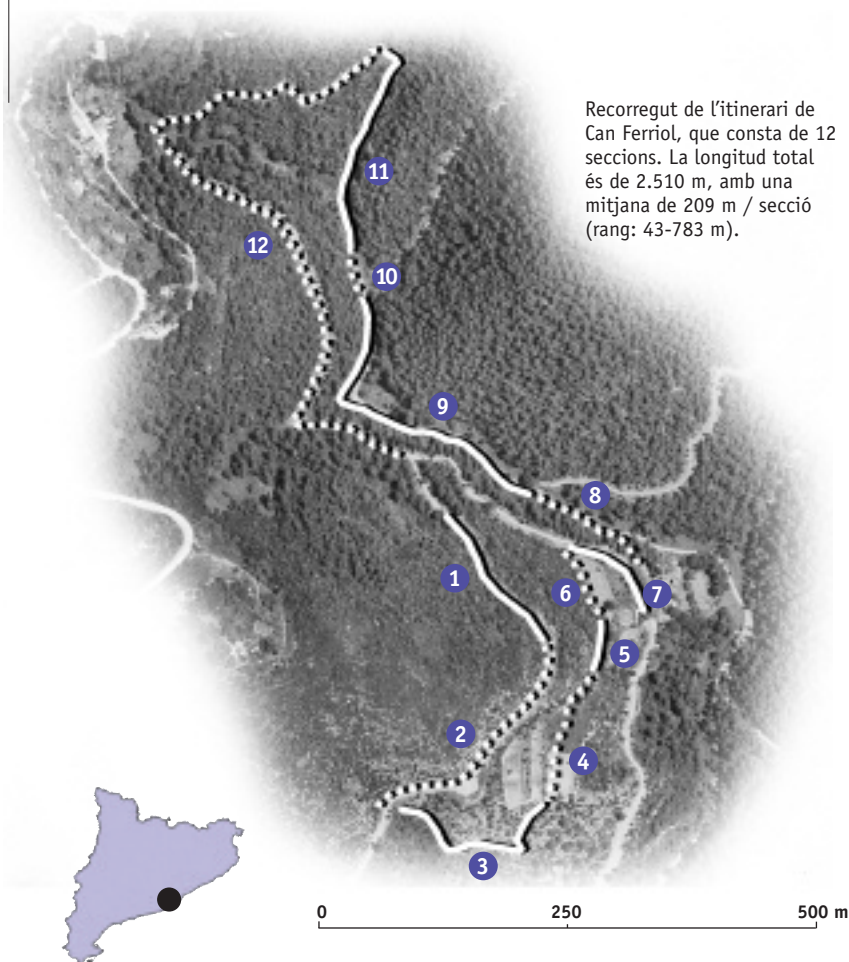 Recorregut de l'itinerari de
Can Ferriol, que consta de 12
seccions. La longitud total
és de 2.510 m, amb una
mitjana de 209 m / secció
(rang: 43-783 m).
11
12
10
9
8
1
6
7
5
2
4
3
0 250 500 m